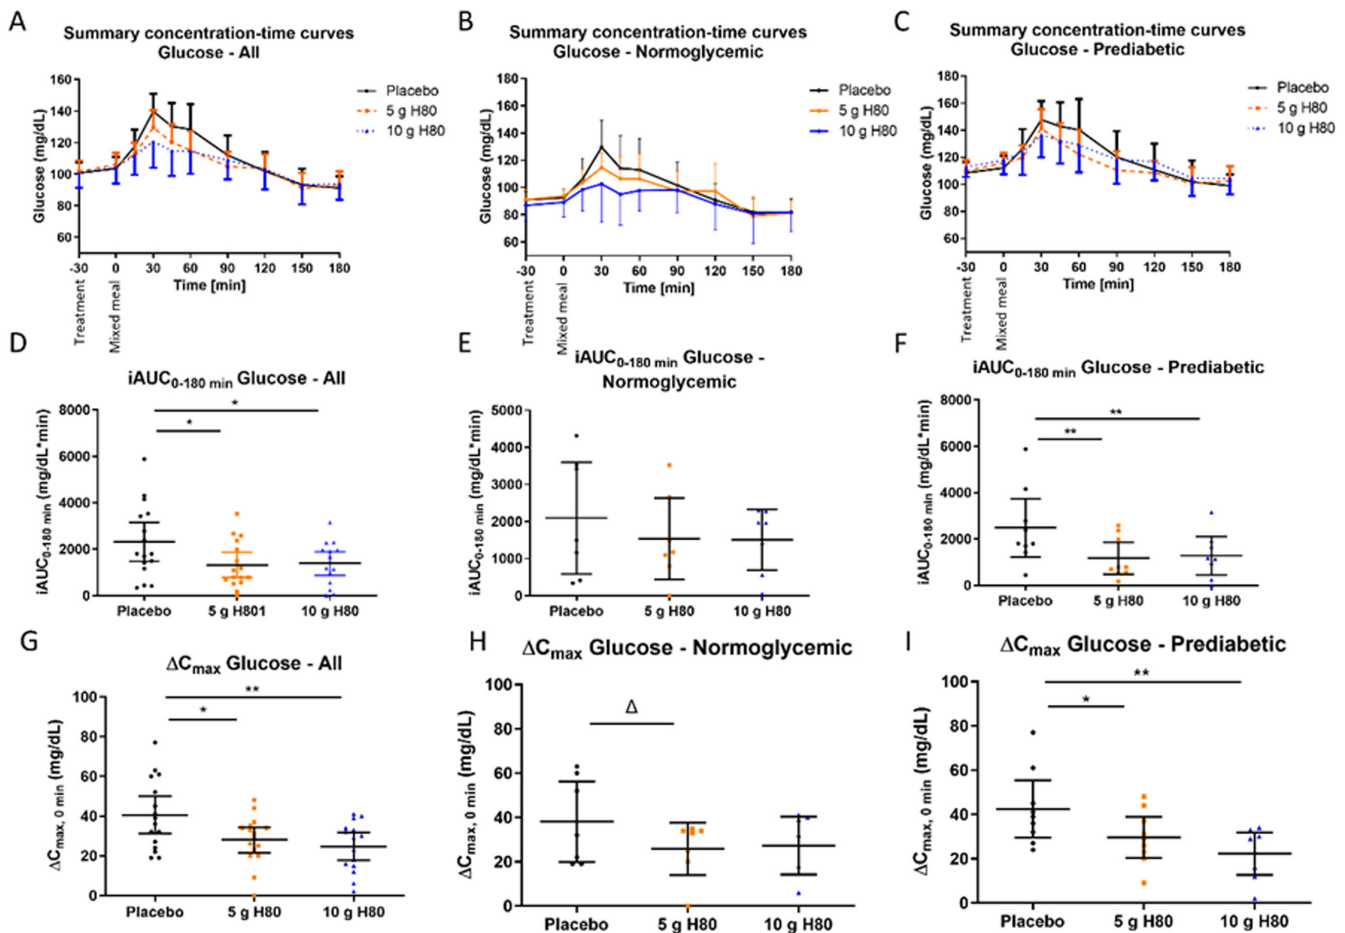 A
Summary concentration-time curves
Glucose - All
Glucose (mg/dL)
160
140
120
100
80
60
-30 0 30 60 90 120 150 180
Time [min]
Treatment
Mixed meal
Placebo
5 g H80
10 g H80
B
Summary concentration-time curves
Glucose - Normoglycemic
Glucose (mg/dL)
180
160
140
120
100
80
60
-30 0 30 60 90 120 150 180
Time [min]
Treatment
Mixed meal
Placebo
5 g H80
10 g H80
C
Summary concentration-time curves
Glucose - Prediabetic
Glucose (mg/dL)
180
160
140
120
100
80
60
-30 0 30 60 90 120 150 180
Time [min]
Treatment
Mixed meal
Placebo
5 g H80
10 g H80
D
iAUC0-180 min Glucose - All
iAUC0-180 min (mg/dL*min)
8000
6000
4000
2000
0
*
*
Placebo 5 g H801 10 g H80
E
iAUC0-180 min Glucose -
Normoglycemic
iAUC0-180 min (mg/dL*min)
5000
4000
3000
2000
1000
0
Placebo 5 g H80 10 g H80
F
iAUC0-180 min Glucose - Prediabetic
iAUC0-180 min (mg/dL*min)
8000
6000
4000
2000
0
**
**
Placebo 5 g H80 10 g H80
G
ΔCmax Glucose - All
ΔCmax, 0 min (mg/dL)
100
80
60
40
20
0
**
*
Placebo 5 g H80 10 g H80
H
ΔCmax Glucose - Normoglycemic
ΔCmax, 0 min (mg/dL)
100
80
60
40
20
0
Δ
Placebo 5 g H80 10 g H80
I
ΔCmax Glucose - Prediabetic
ΔCmax, 0 min (mg/dL)
100
80
60
40
20
0
**
*
Placebo 5 g H80 10 g H80